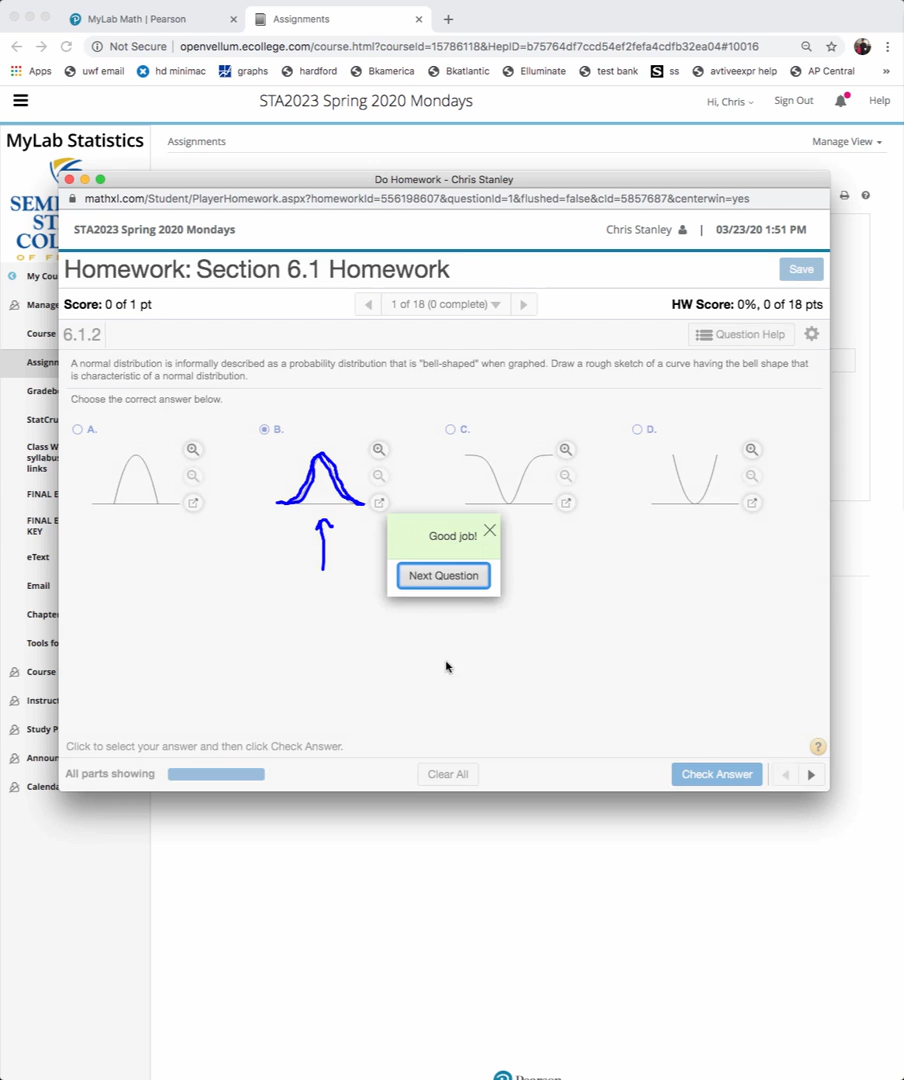 MyLab Math | Pearson
Assignments
Not Secure | openvellum.ecollege.com/course.html?courseId=15786118&HepID=b75764df7ccd54ef2fefa4cdfb32ea04#10016
Apps uwf email hd minimac graphs hardford Bkamerica Bkatlantic Elluminate test bank S ss avtiveexpr help AP Central »
STA2023 Spring 2020 Mondays
Hi, Chris
Sign Out
Help
MyLab Statistics
Assignments
Manage View
SEM
ST
COL
OF F
Do Homework - Chris Stanley
mathxl.com/Student/PlayerHomework.aspx?homeworkId=556198607&questionId=1&flushed=false&cId=5857687&centerwin=yes
STA2023 Spring 2020 Mondays
Chris Stanley | 03/23/20 1:51 PM
Homework: Section 6.1 Homework
Save
Score: 0 of 1 pt
1 of 18 (0 complete)
HW Score: 0%, 0 of 18 pts
6.1.2
Question Help
A normal distribution is informally described as a probability distribution that is "bell-shaped" when graphed. Draw a rough sketch of a curve having the bell shape that
is characteristic of a normal distribution.
Choose the correct answer below.
A.
B.
C.
D.
Good job!
Next Question
Click to select your answer and then click Check Answer.
?
All parts showing
Clear All
Check Answer
My Cou
Manage
Course
Assignn
Gradeb
StatCru
Class W
syllabu
links
FINAL E
FINAL E
KEY
eText
Email
Chapte
Tools fo
Course
Instruc
Study P
Announ
Calenda
Pearson